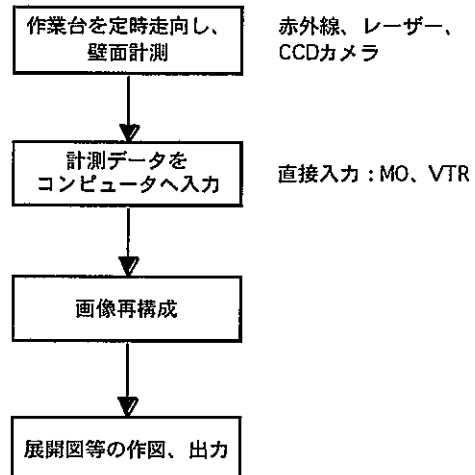 作業台を定時走向し、
壁面計測
赤外線、レーザー、
CCDカメラ
計測データを
コンピュータへ入力
直接入力：MO、VTR
画像再構成
展開図等の作図、出力